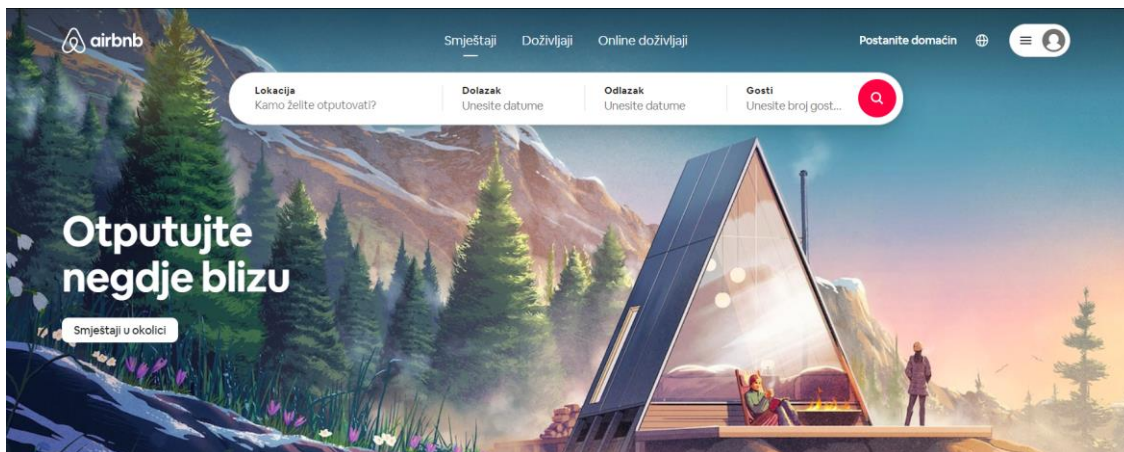 airbnb
Smještaji
Doživljaji
Online doživljaji
Postanite domaćin
Lokacija
Kamo želite otputovati?
Dolazak
Unesite datume
Odlazak
Unesite datume
Gosti
Unesite broj gost...
Otputujte
negdje blizu
Smještaji u okolici